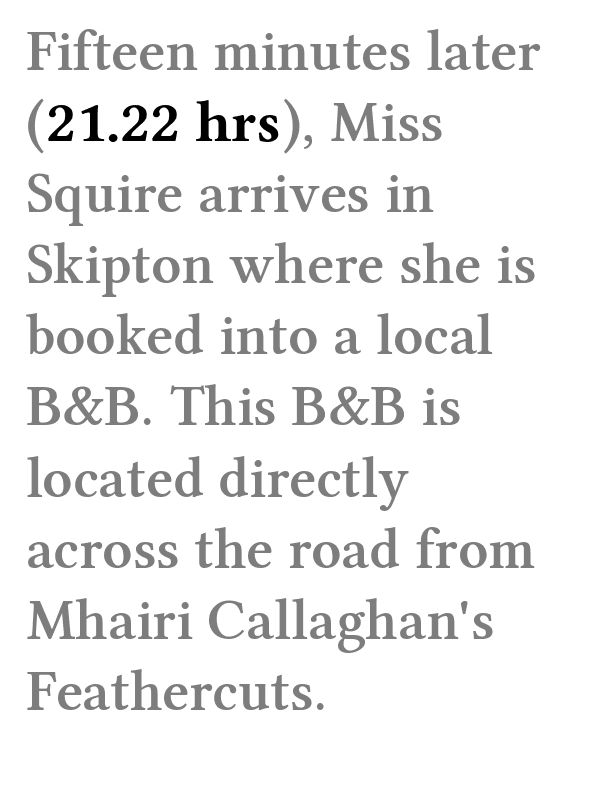 Fifteen minutes later
(21.22 hrs), Miss
Squire arrives in
Skipton where she is
booked into a local
B&B. This B&B is
located directly
across the road from
Mhairi Callaghan's
Feathercuts.